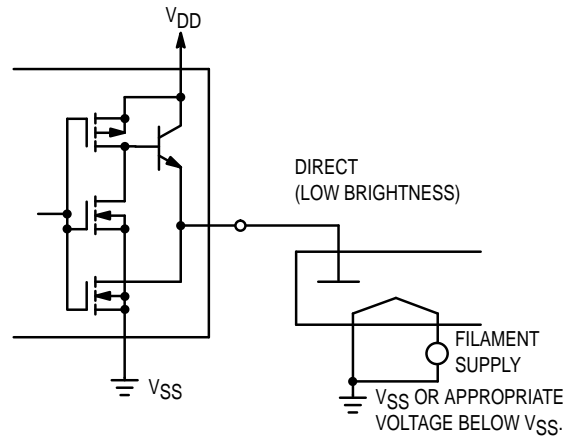 VDD
DIRECT
(LOW BRIGHTNESS)
FILAMENT
SUPPLY
VSS
VSS OR APPROPRIATE
VOLTAGE BELOW VSS.